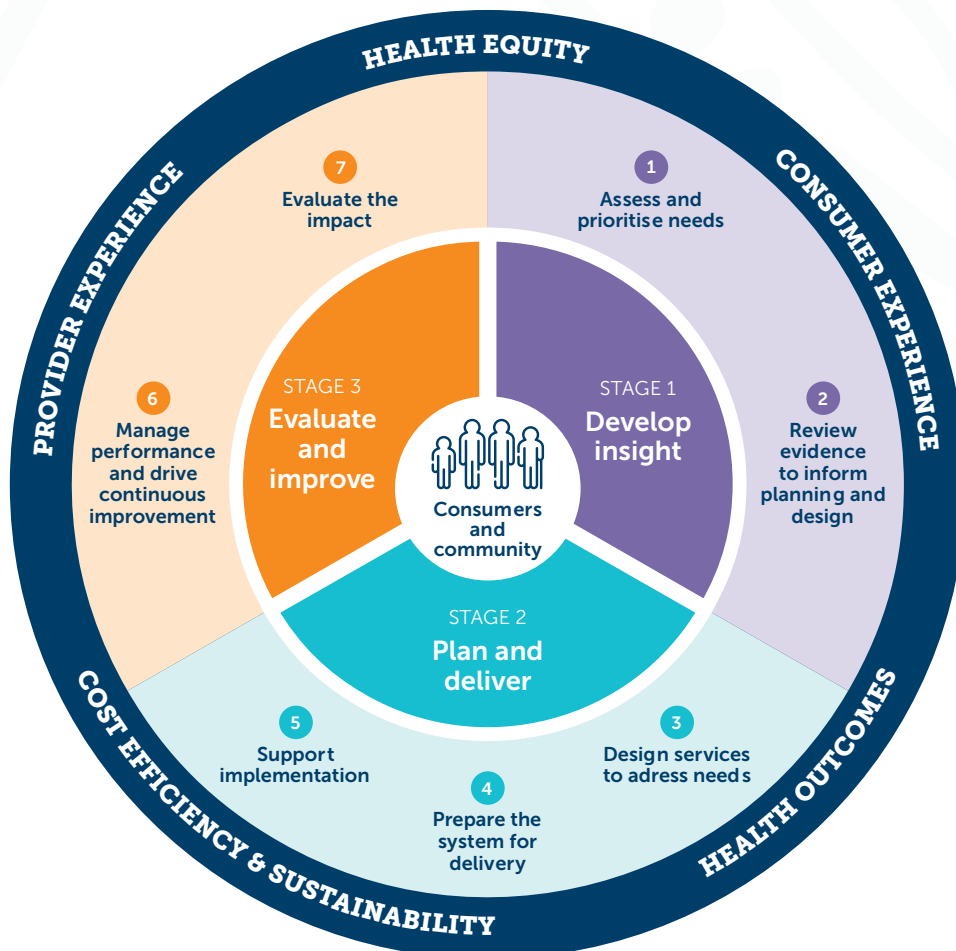 HEALTH EQUITY
CONSUMER EXPERIENCE
HEALTH OUTCOMES
COST EFFICIENCY & SUSTAINABILITY
PROVIDER EXPERIENCE
1
Assess and
prioritise needs
2
Review
evidence
to inform
planning and
design
3
Design services
to adress needs
4
Prepare the
system for
delivery
5
Support
implementation
6
Manage
performance
and drive
continuous
improvement
7
Evaluate the
impact
STAGE 1
Develop
insight
STAGE 2
Plan and
deliver
STAGE 3
Evaluate
and
improve
Consumers
and
community